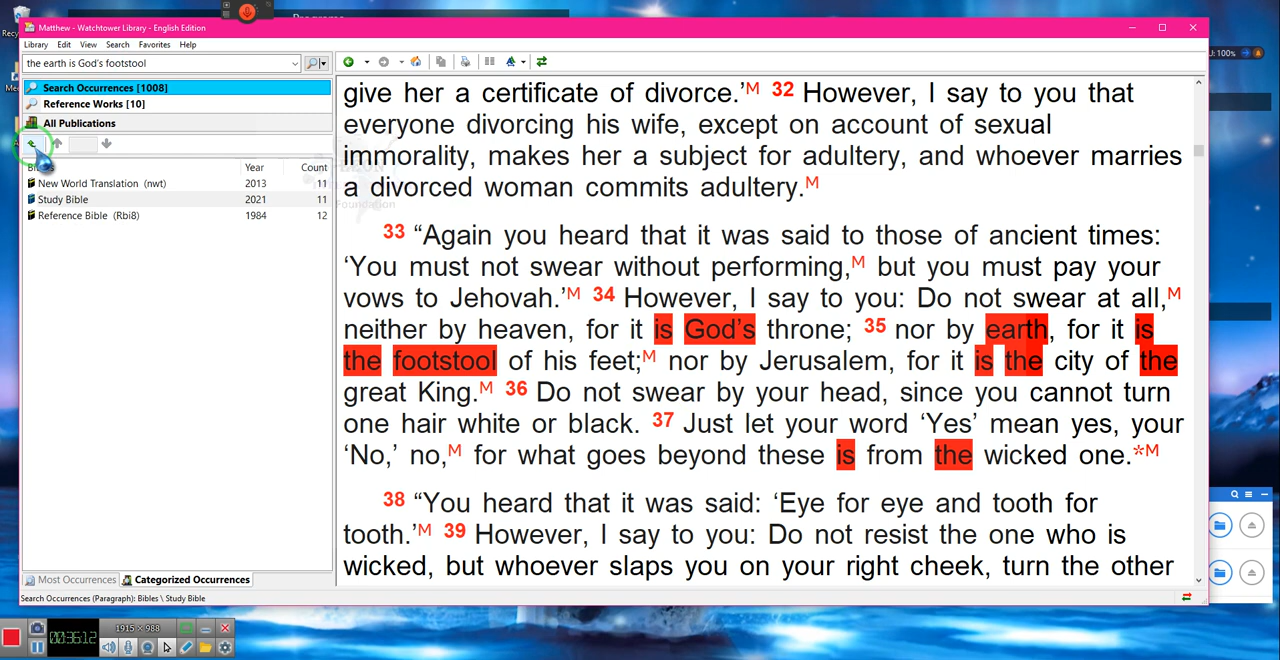 Matthew - Watchtower Library - English Edition
Library Edit View Search Favorites Help
the earth is God's footstool
Search Occurrences [1008]
Reference Works [10]
All Publications
Year Count
New World Translation (nwt) 2013 11
Study Bible 2021 11
Reference Bible (Rbi8) 1984 12
Most Occurrences Categorized Occurrences
Search Occurrences (Paragraph): Bibles \ Study Bible
give her a certificate of divorce.’M 32 However, I say to you that
everyone divorcing his wife, except on account of sexual
immorality, makes her a subject for adultery, and whoever marries
a divorced woman commits adultery.M
33 “Again you heard that it was said to those of ancient times:
‘You must not swear without performing,M but you must pay your
vows to Jehovah.’M 34 However, I say to you: Do not swear at all,M
neither by heaven, for it is God’s throne; 35 nor by earth, for it is
the footstool of his feet;M nor by Jerusalem, for it is the city of the
great King.M 36 Do not swear by your head, since you cannot turn
one hair white or black. 37 Just let your word ‘Yes’ mean yes, your
‘No,’ no,M for what goes beyond these is from the wicked one.*M
38 “You heard that it was said: ‘Eye for eye and tooth for
tooth.’M 39 However, I say to you: Do not resist the one who is
wicked, but whoever slaps you on your right cheek, turn the other
Foundation
U: 100%
00:36:12
1915 × 988